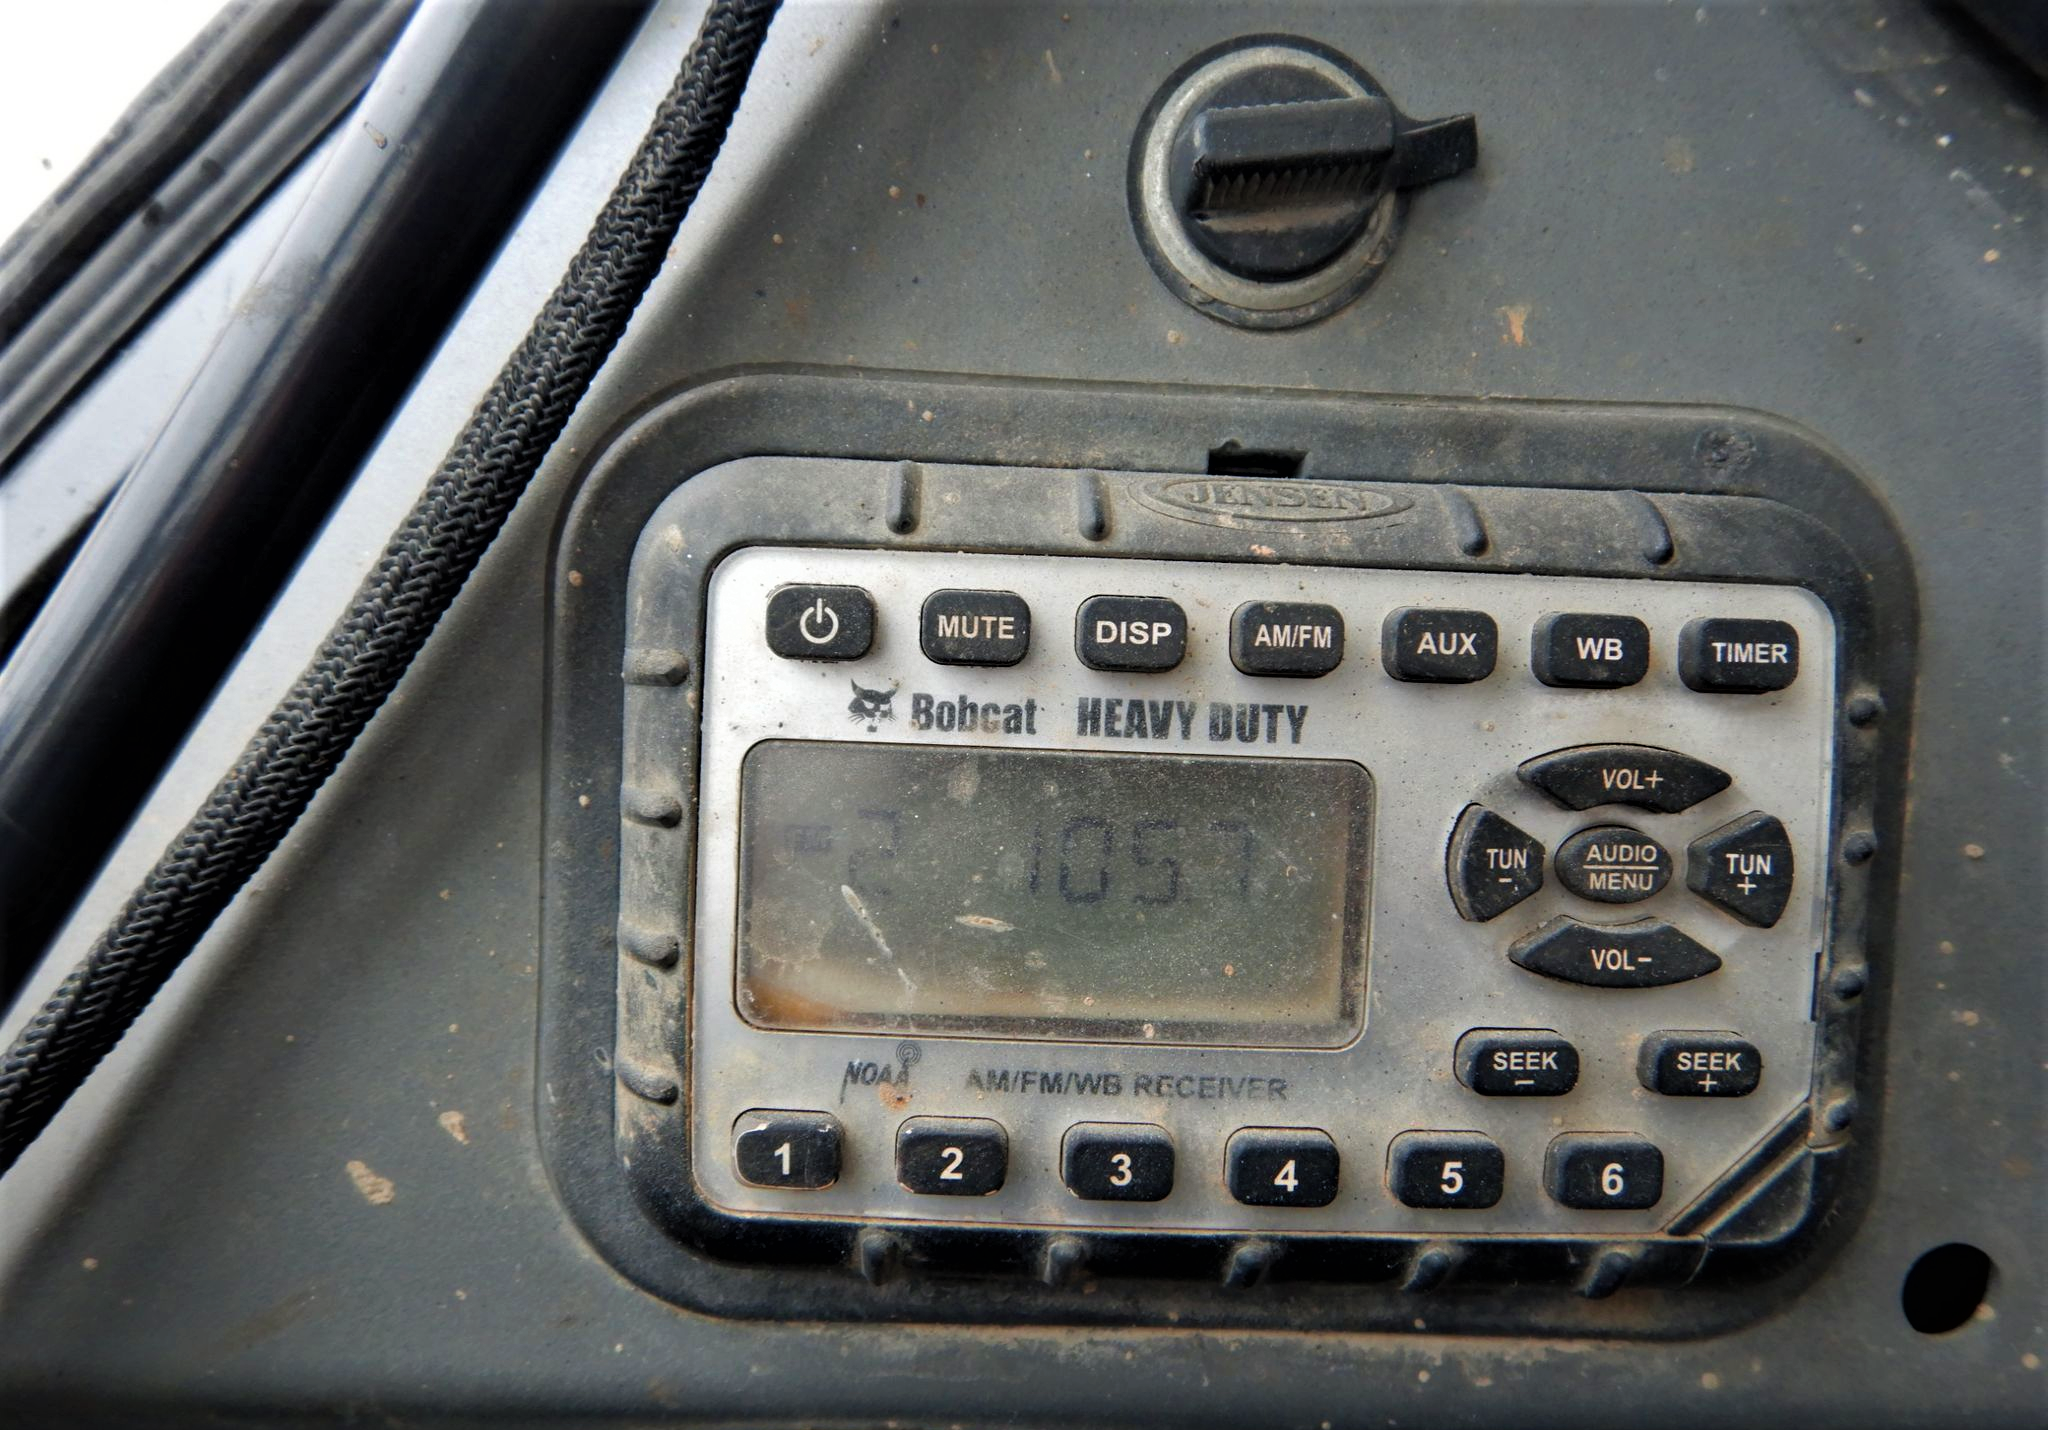 JENSEN
MUTE DISP AM/FM AUX WB TIMER
Bobcat HEAVY DUTY
VOL+
2 105.7
TUN - AUDIO MENU TUN +
VOL-
SEEK - SEEK +
NOAA AM/FM/WB RECEIVER
1 2 3 4 5 6